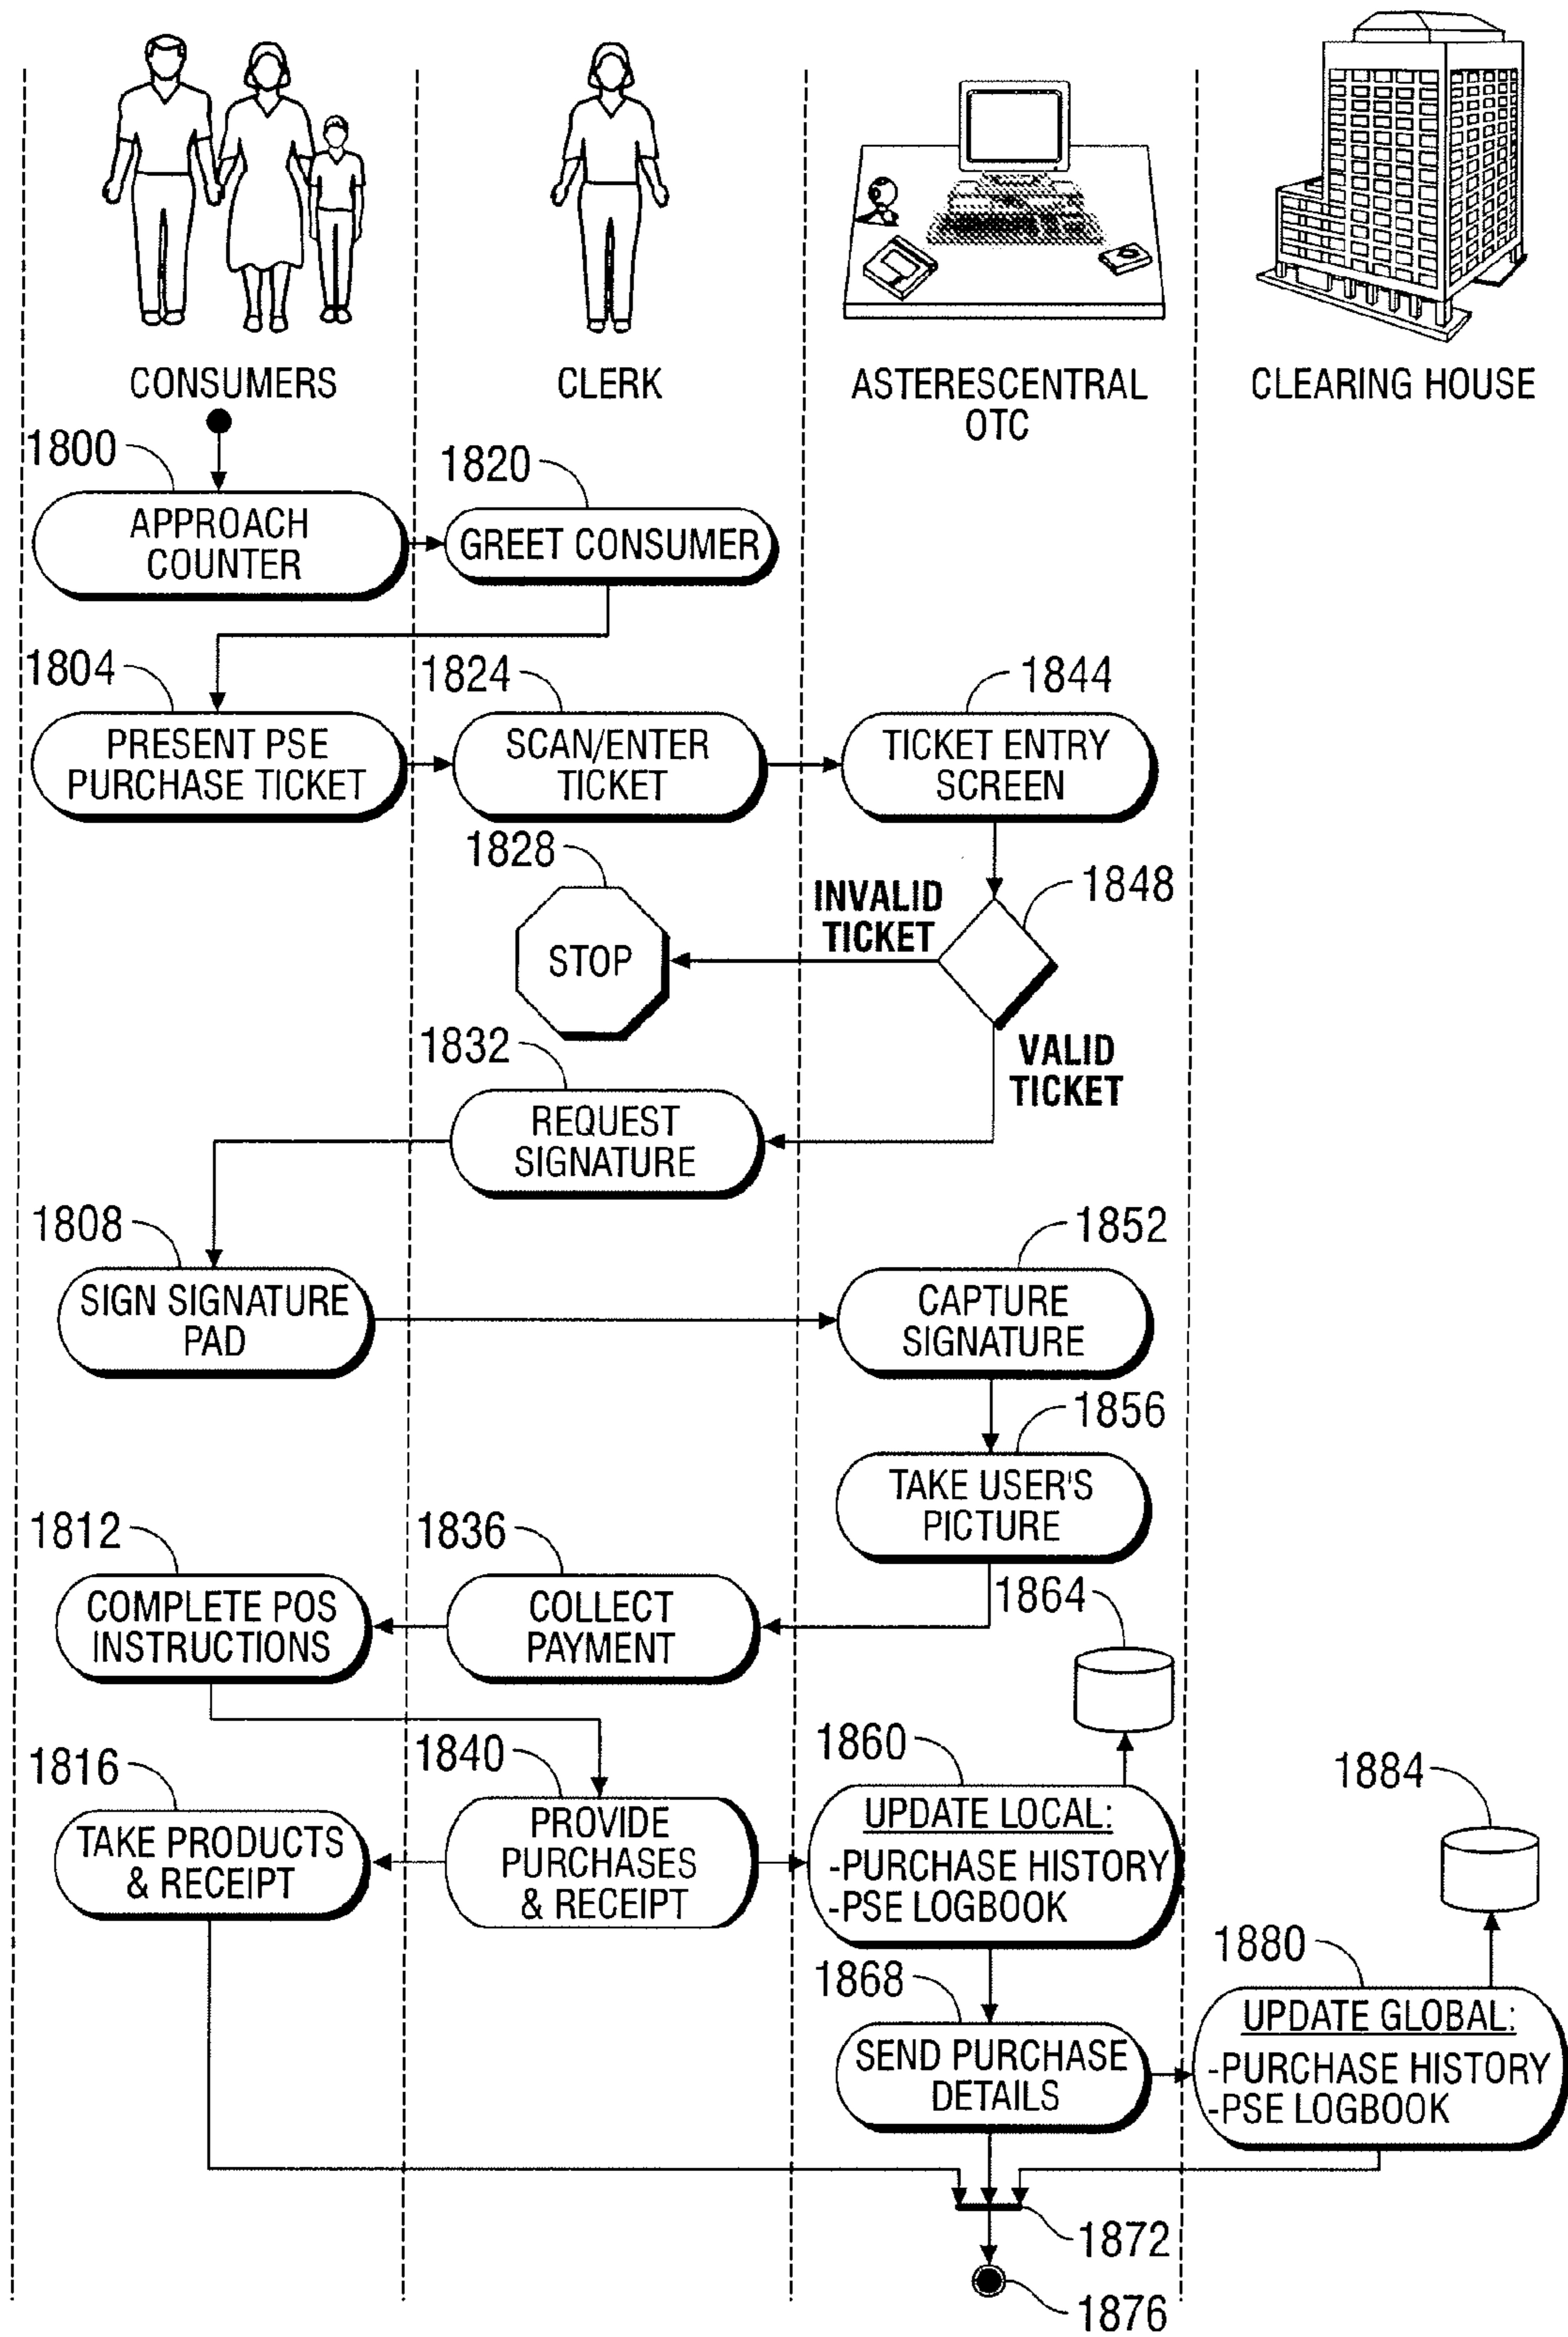 CONSUMERS
CLERK
ASTERESCENTRAL
OTC
CLEARING HOUSE
1800
APPROACH
COUNTER
1820
GREET CONSUMER
1804
PRESENT PSE
PURCHASE TICKET
1824
SCAN/ENTER
TICKET
1844
TICKET ENTRY
SCREEN
1828
STOP
INVALID
TICKET
1848
VALID
TICKET
1832
REQUEST
SIGNATURE
1808
SIGN SIGNATURE
PAD
1852
CAPTURE
SIGNATURE
1856
TAKE USER'S
PICTURE
1812
COMPLETE POS
INSTRUCTIONS
1836
COLLECT
PAYMENT
1864
1816
TAKE PRODUCTS
& RECEIPT
1840
PROVIDE
PURCHASES
& RECEIPT
1860
UPDATE LOCAL:
-PURCHASE HISTORY
-PSE LOGBOOK
1884
1868
SEND PURCHASE
DETAILS
1880
UPDATE GLOBAL:
-PURCHASE HISTORY
-PSE LOGBOOK
1872
1876